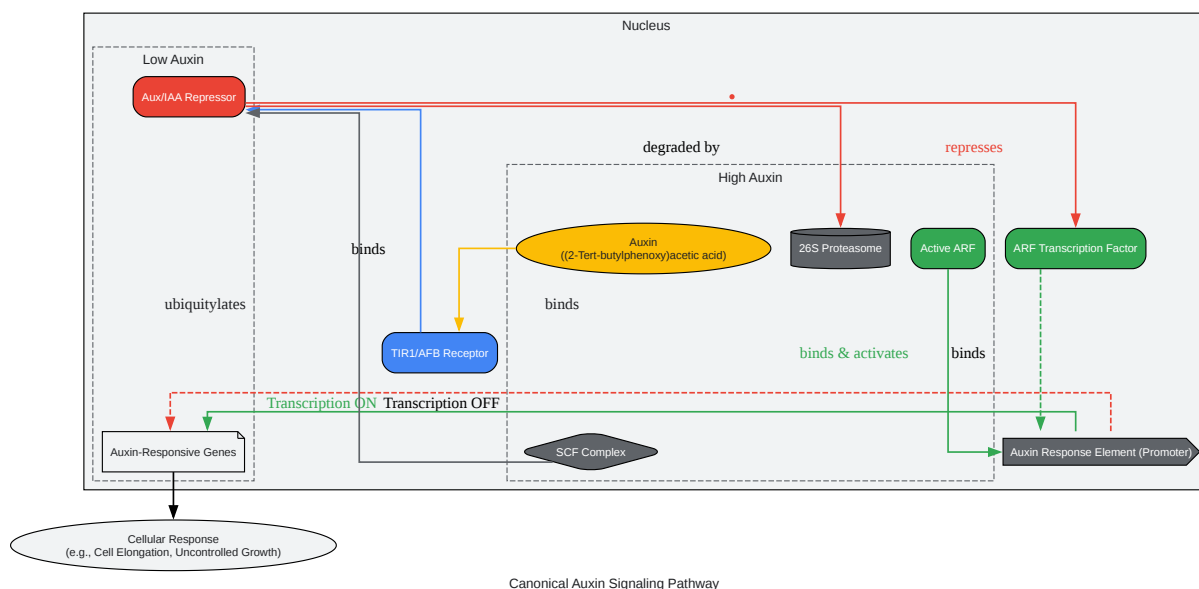 Nucleus
Low Auxin
Aux/IAA Repressor
degraded by
represses
High Auxin
binds
Auxin
((2-Tert-butylphenoxy)acetic acid)
26S Proteasome
Active ARF
ARF Transcription Factor
ubiquitylates
binds
TIR1/AFB Receptor
binds & activates
binds
Transcription ON
Transcription OFF
Auxin-Responsive Genes
SCF Complex
Auxin Response Element (Promoter)
Cellular Response
(e.g., Cell Elongation, Uncontrolled Growth)
Canonical Auxin Signaling Pathway